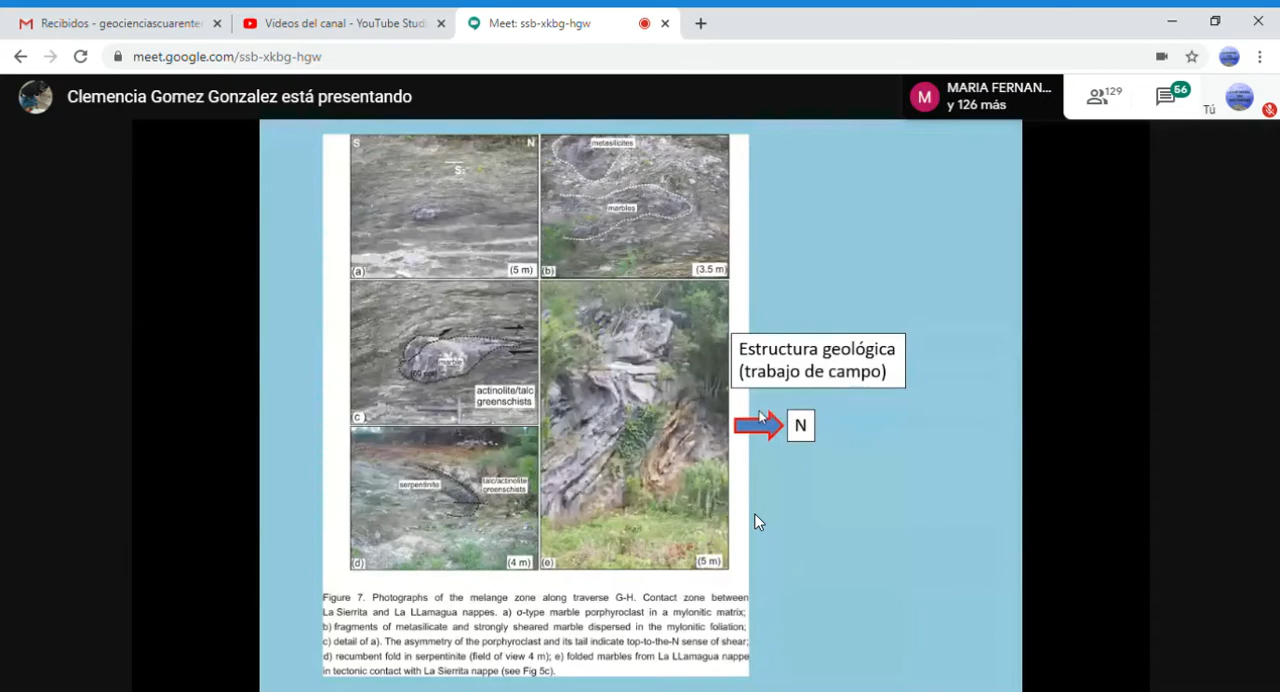 Recibidos - geocienciascuarente
Videos del canal - YouTube Stud
Meet: ssb-xkbg-hgw
meet.google.com/ssb-xkbg-hgw
Clemencia Gomez Gonzalez está presentando
M
MARIA FERNAN...
y 126 más
129
56
Tú
S
N
S
(a)
(5 m)
metasilicites
marbles
(b)
(3.5 m)
actinolite/talc
greenschists
(c)
serpentinite
talc/actinolite
greenschists
(d)
(4 m)
(e)
(5 m)
Estructura geológica
(trabajo de campo)
N
Figure 7. Photographs of the melange zone along traverse G-H. Contact zone between
La Sierrita and La LLamagua nappes. a) σ-type marble porphyroclast in a mylonitic matrix;
b) fragments of metasilicate and strongly sheared marble dispersed in the mylonitic foliation;
c) detail of a). The asymmetry of the porphyroclast and its tail indicate top-to-the-N sense of shear;
d) recumbent fold in serpentinite (field of view 4 m); e) folded marbles from La LLamagua nappe
in tectonic contact with La Sierrita nappe (see Fig 5c).